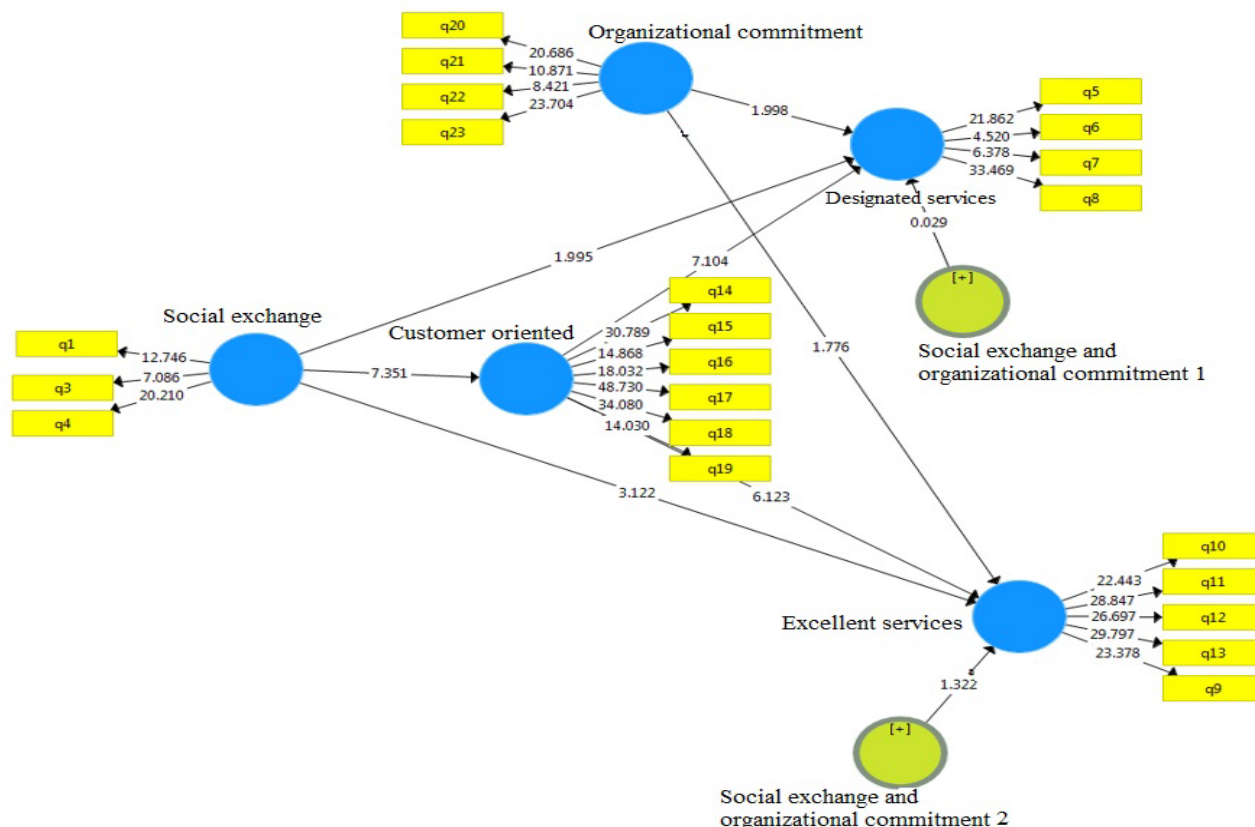 q20
q21
q22
q23
20.686
10.871
8.421
23.704
Organizational commitment
1.998
q5
q6
q7
q8
21.862
4.520
6.378
33.469
Designated services
0.029
[+]
Social exchange and
organizational commitment 1
1.995
7.104
1.776
Social exchange
q1
q3
q4
12.746
7.086
20.210
7.351
Customer oriented
q14
q15
q16
q17
q18
q19
30.789
14.868
18.032
48.730
34.080
14.030
3.122
6.123
Excellent services
q10
q11
q12
q13
q9
22.443
28.847
26.697
29.797
23.378
1.322
[+]
Social exchange and
organizational commitment 2